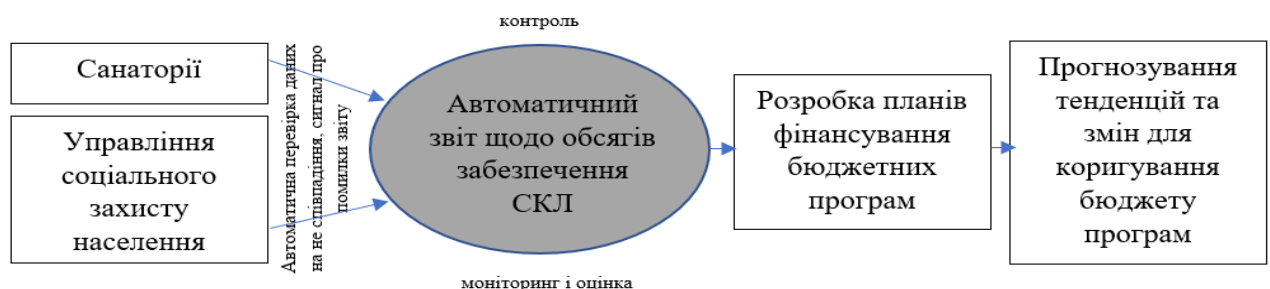 контроль
Санаторії
Управління
соціального
захисту
населення
Автоматична перевірка даних
на не співпадіння, сигнал про
помилки звіту
Автоматичний
звіт щодо обсягів
забезпечення
СКЛ
Розробка планів
фінансування
бюджетних
програм
Прогнозування
тенденцій та
змін для
коригування
бюджету
програм
моніторинг і оцінка